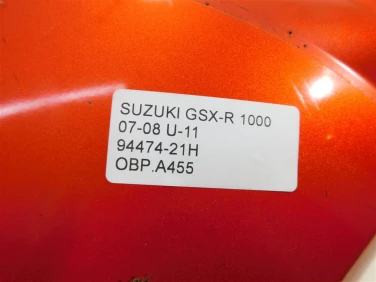 SUZUKI GSX-R 1000
07-08 U-11
94474-21H
OBP.A455